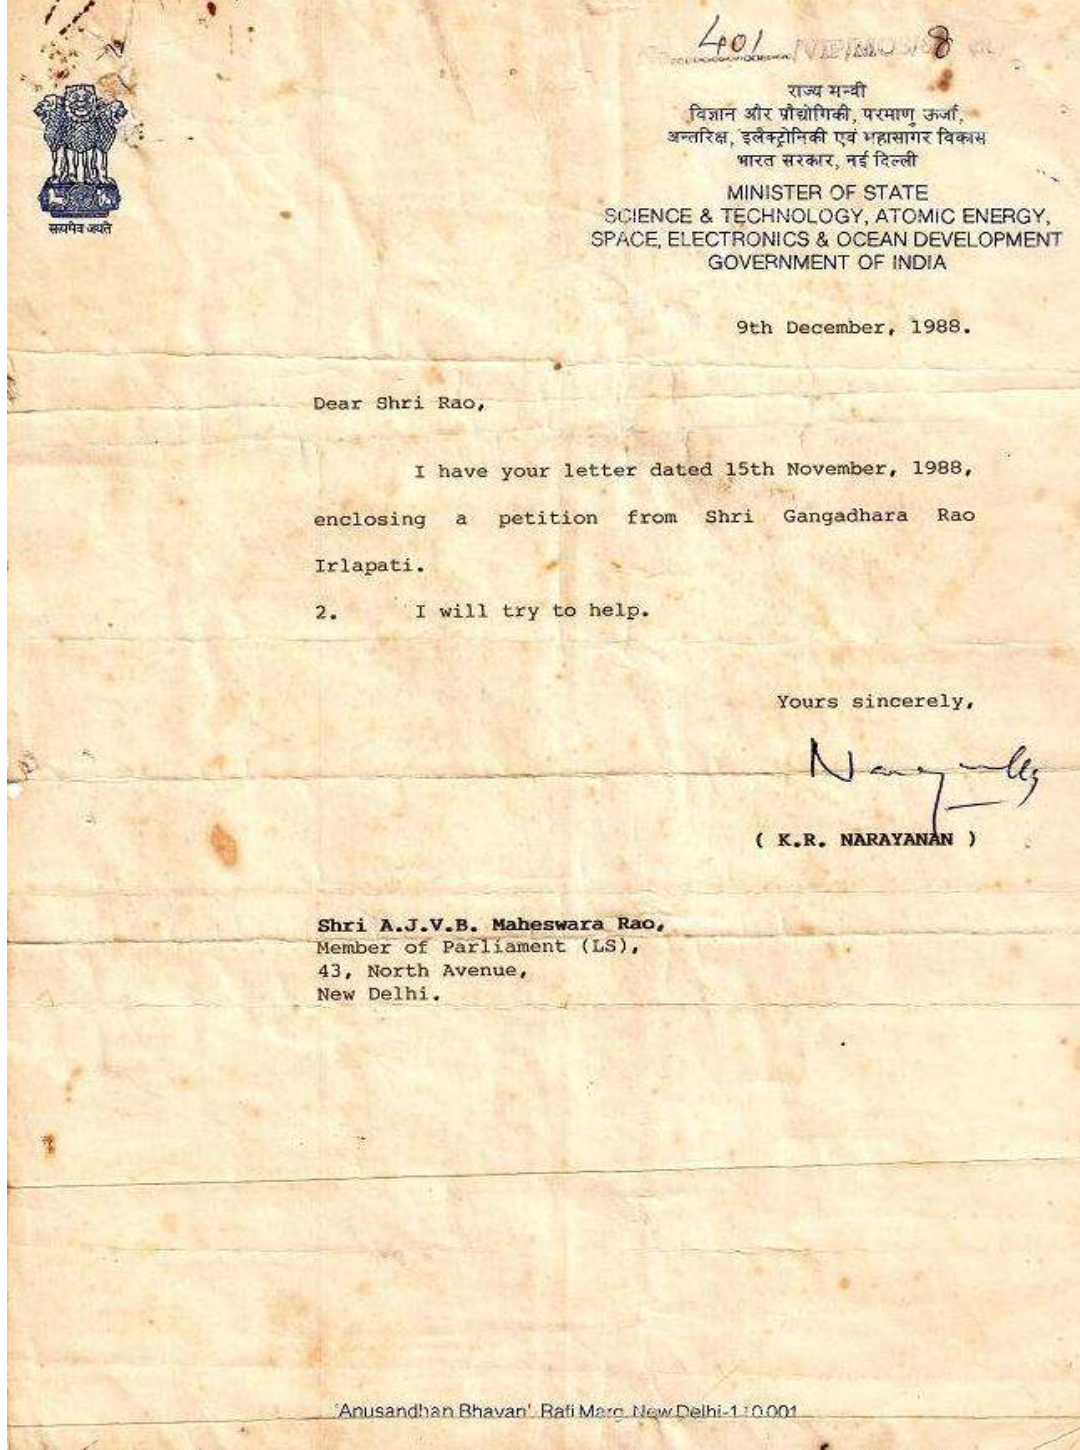 401 8
सत्यमेव जयते
राज्य मन्त्री
विज्ञान और प्रौद्योगिकी, परमाणु ऊर्जा,
अन्तरिक्ष, इलैक्ट्रोनिकी एवं महासागर विकास
भारत सरकार, नई दिल्ली
MINISTER OF STATE
SCIENCE & TECHNOLOGY, ATOMIC ENERGY,
SPACE, ELECTRONICS & OCEAN DEVELOPMENT
GOVERNMENT OF INDIA
9th December, 1988.
Dear Shri Rao,
I have your letter dated 15th November, 1988,
enclosing a petition from Shri Gangadhara Rao
Irlapati.
2. I will try to help.
Yours sincerely,
( K.R. NARAYANAN )
Shri A.J.V.B. Maheswara Rao,
Member of Parliament (LS),
43, North Avenue,
New Delhi.
'Anusandhan Bhavan', Rafi Marg, New Delhi-110001